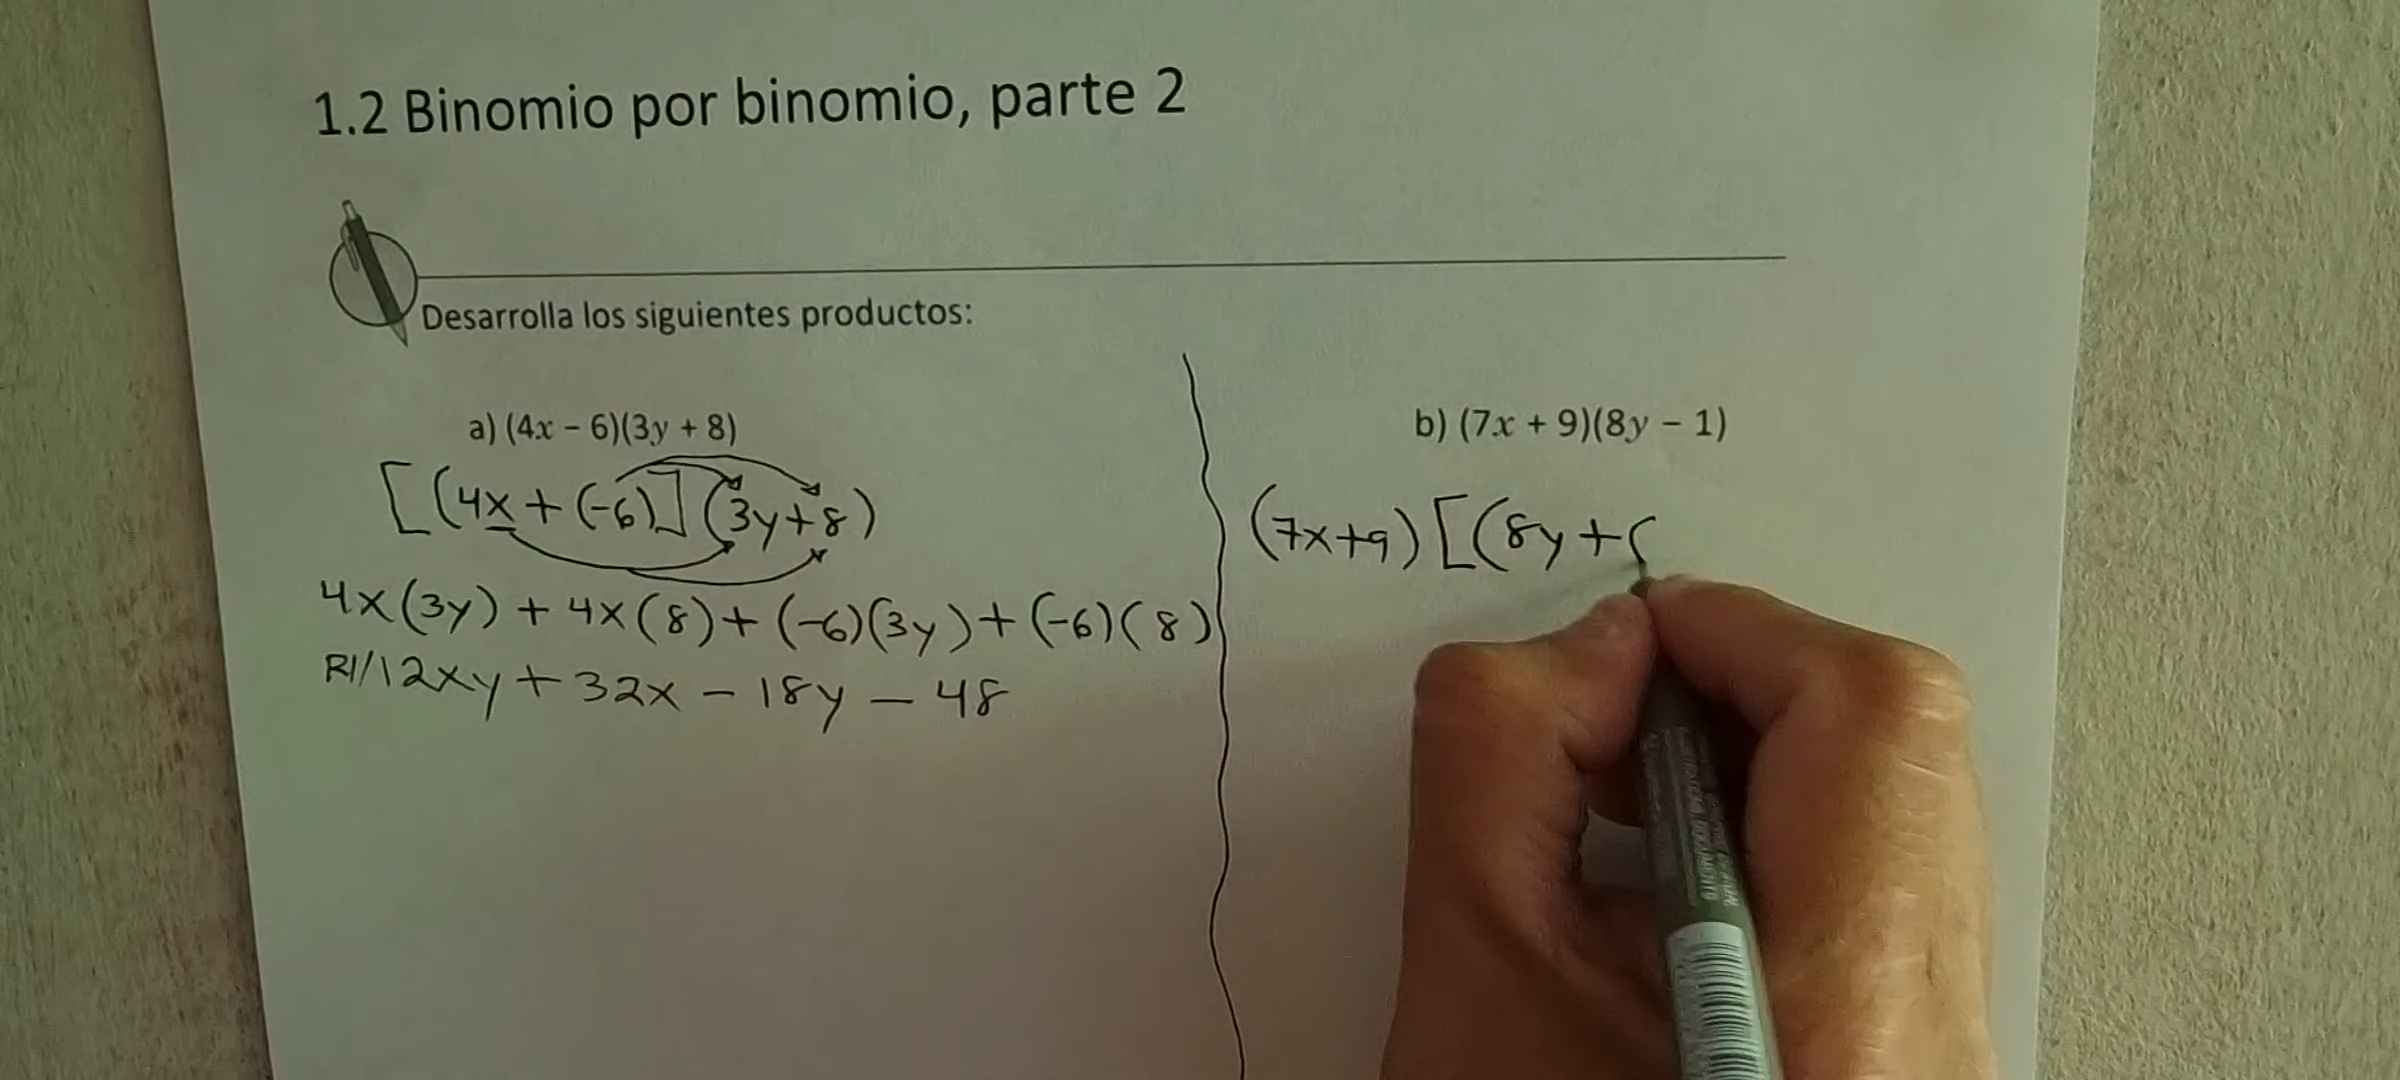 1.2 Binomio por binomio, parte 2
Desarrolla los siguientes productos:
a) (4x – 6)(3y + 8)
[(4x + (-6)] (3y+8)
4x(3y) + 4x(8) + (-6)(3y) + (-6)(8)
R// 12xy + 32x - 18y - 48
b) (7x + 9)(8y – 1)
(7x+9) [(8y + (